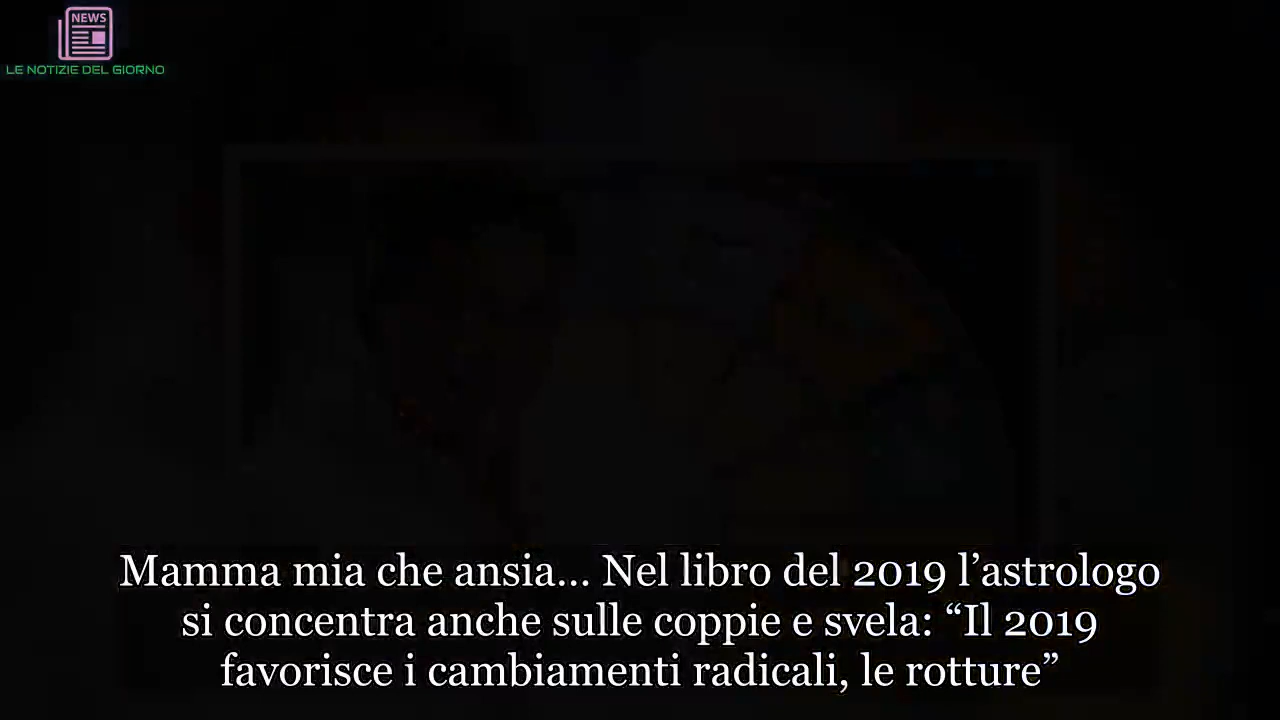 NEWS
LE NOTIZIE DEL GIORNO
Mamma mia che ansia... Nel libro del 2019 l’astrologo
si concentra anche sulle coppie e svela: “Il 2019
favorisce i cambiamenti radicali, le rotture”